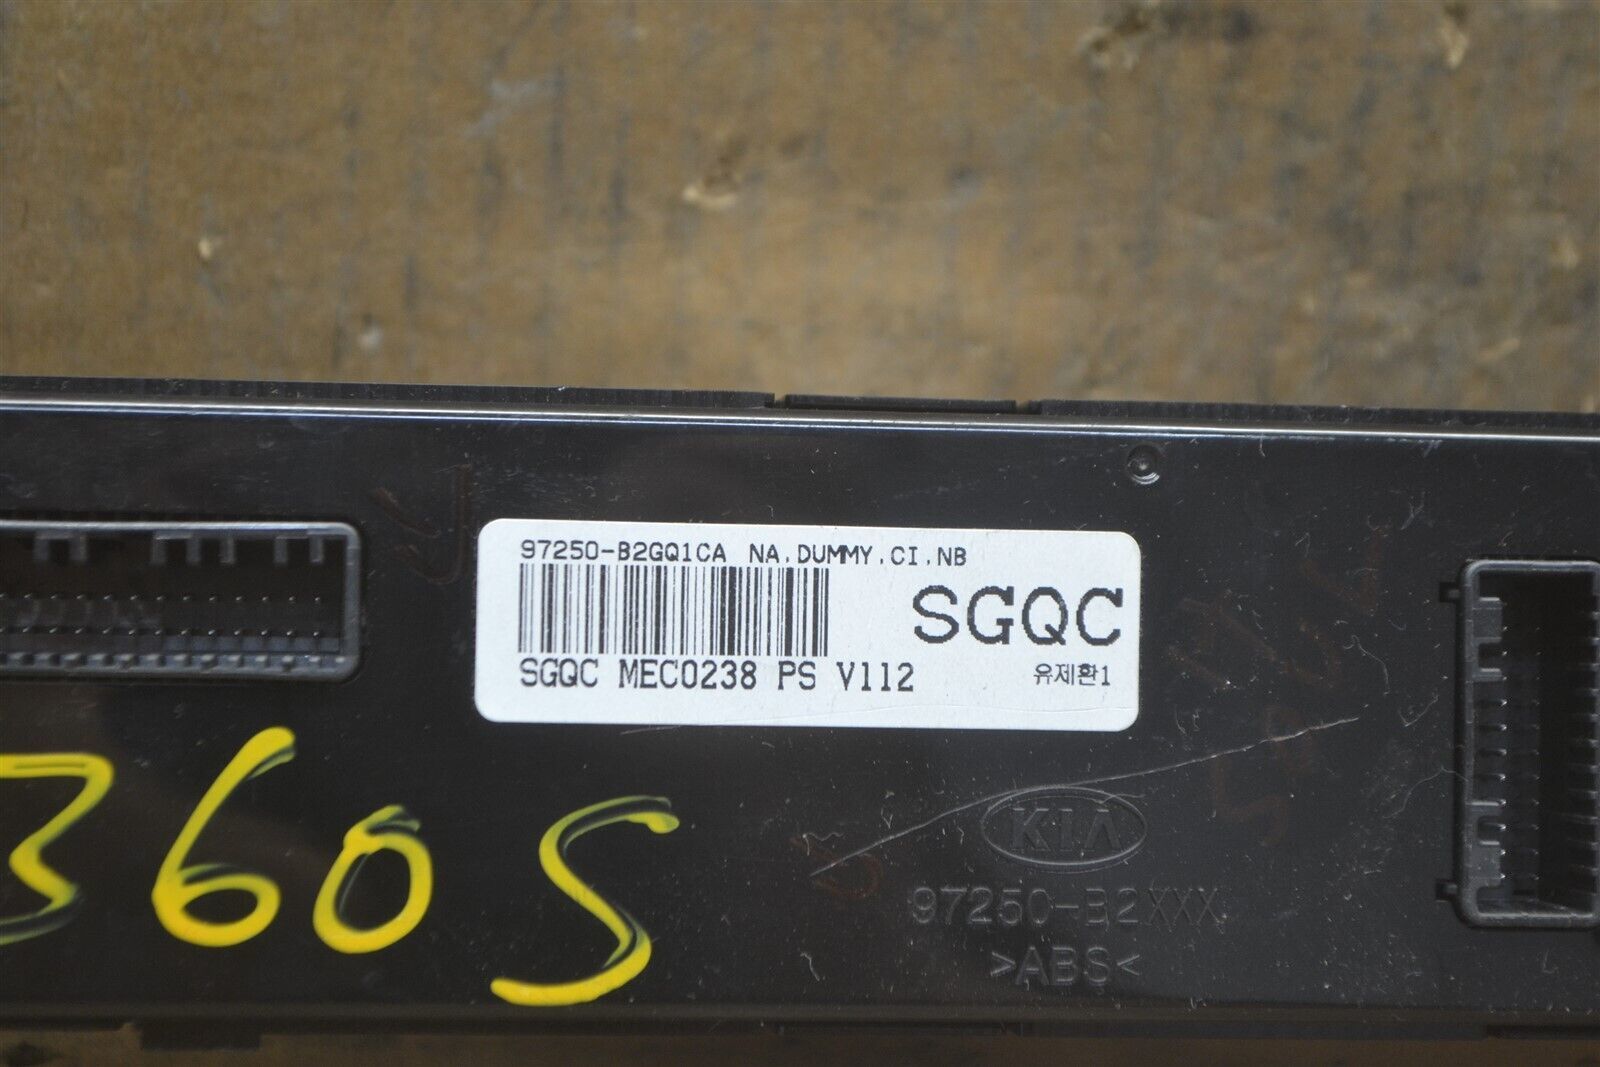 97250-B2GQ1CA NA,DUMMY,CI,NB
SGQC
SGQC MEC0238 PS V112
유제환1
360S
KIA
97250-B2XXX
>ABS<